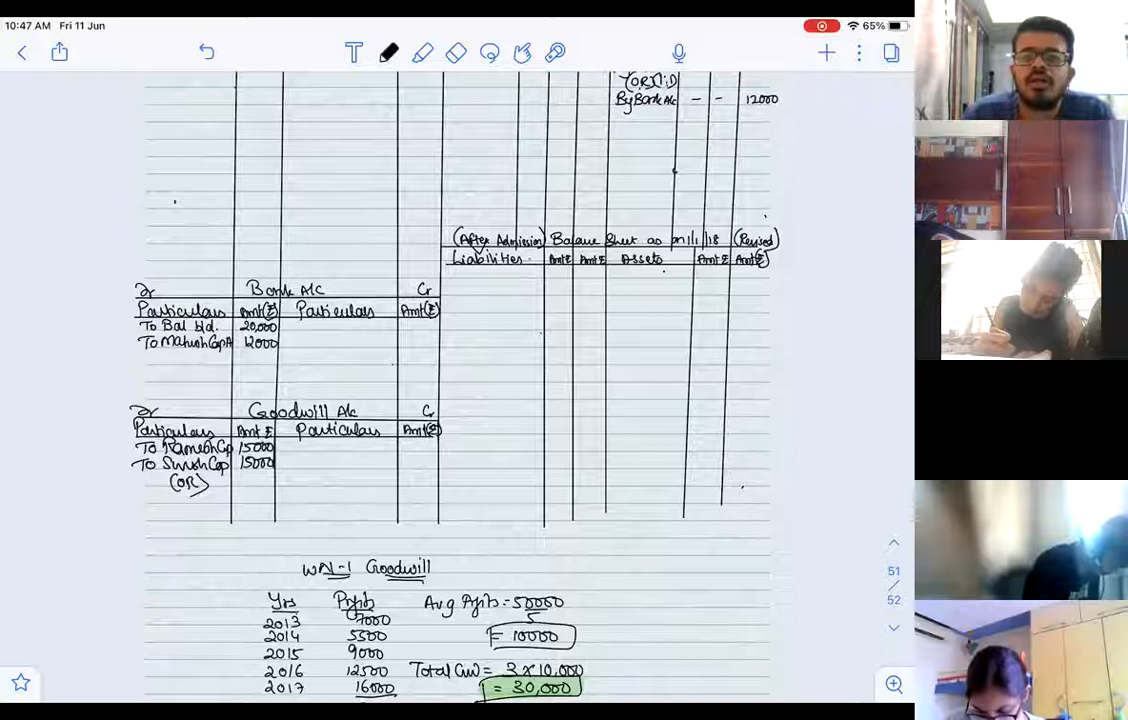 10:47 AM Fri 11 Jun
65%
T
By Bank A/c - - 12000
(After Admission) Balance Sheet as on 1/1/18 (Revised)
Liabilities Amt ₹ Amt ₹ Assets Amt ₹ Amt ₹
Dr Bank A/c Cr
Particulars Amt(₹) Particulars Amt(₹)
To Bal b/d. 20,000
To Mahesh Cap A 12000
Dr Goodwill A/c Cr
Particulars Amt ₹ Particulars Amt(₹)
To Ramesh Cap 15000
To Suresh Cap 15000
(OR)
WN-1 Goodwill
Yrs Profits Avg Pfits = 50000
5
2013 7000
2014 5500 = 10000
2015 9000
2016 12500 Total GW = 3 x 10,000
2017 16000 = 30,000
51
/
52